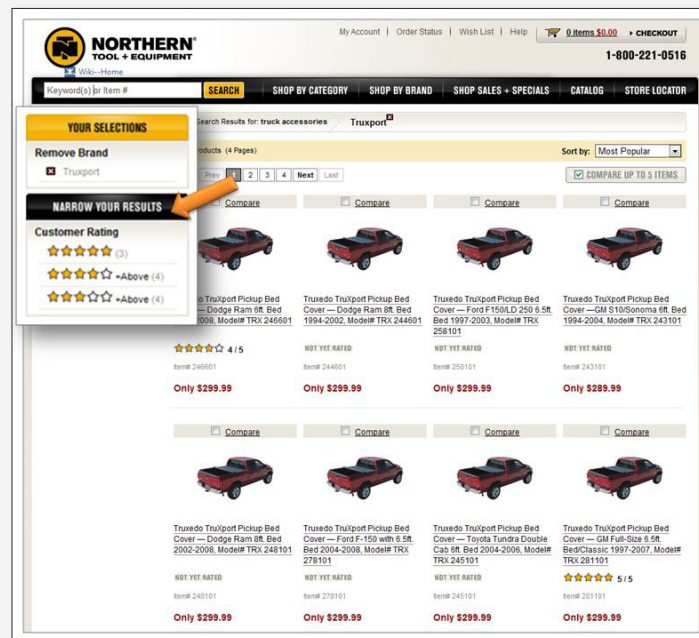 My Account | Order Status | Wish List | Help | 0 items $0.00 › CHECKOUT
NORTHERN
TOOL + EQUIPMENT
1-800-221-0516
Wiki--Home
Keyword(s) or Item # SEARCH SHOP BY CATEGORY SHOP BY BRAND SHOP SALES + SPECIALS CATALOG STORE LOCATOR
Search Results for: truck accessories Truxport
YOUR SELECTIONS
Remove Brand
Truxport
NARROW YOUR RESULTS
Customer Rating
(3)
+Above (4)
+Above (4)
Products (4 Pages) Sort by: Most Popular
Prev 1 2 3 4 Next Last COMPARE UP TO 5 ITEMS
Compare Compare Compare Compare
Truxedo TruXport Pickup Bed
Cover — Dodge Ram 8ft. Bed
1994-2002, Model# TRX 244601
NOT YET RATED
Item# 244601
Only $299.99
Truxedo TruXport Pickup Bed
Cover — Ford F150/LD 250 6.5ft.
Bed 1997-2003, Model# TRX
258101
NOT YET RATED
Item# 258101
Only $299.99
Truxedo TruXport Pickup Bed
Cover —GM S10/Sonoma 6ft. Bed
1994-2004, Model# TRX 243101
NOT YET RATED
Item# 243101
Only $289.99
TruXport Pickup Bed
— Dodge Ram 6ft. Bed
2008, Model# TRX 246601
4 / 5
Item# 246601
Only $299.99
Compare Compare Compare Compare
Truxedo TruXport Pickup Bed
Cover — Dodge Ram 8ft. Bed
2002-2008, Model# TRX 248101
NOT YET RATED
Item# 248101
Only $299.99
Truxedo TruXport Pickup Bed
Cover — Ford F-150 with 6.5ft.
Bed 2004-2008, Model# TRX
278101
NOT YET RATED
Item# 278101
Only $299.99
Truxedo TruXport Pickup Bed
Cover — Toyota Tundra Double
Cab 6ft. Bed 2004-2006, Model#
TRX 245101
NOT YET RATED
Item# 245101
Only $299.99
Truxedo TruXport Pickup Bed
Cover — GM Full-Size 6.5ft.
Bed/Classic 1997-2007, Model#
TRX 281101
5 / 5
Item# 281101
Only $299.99